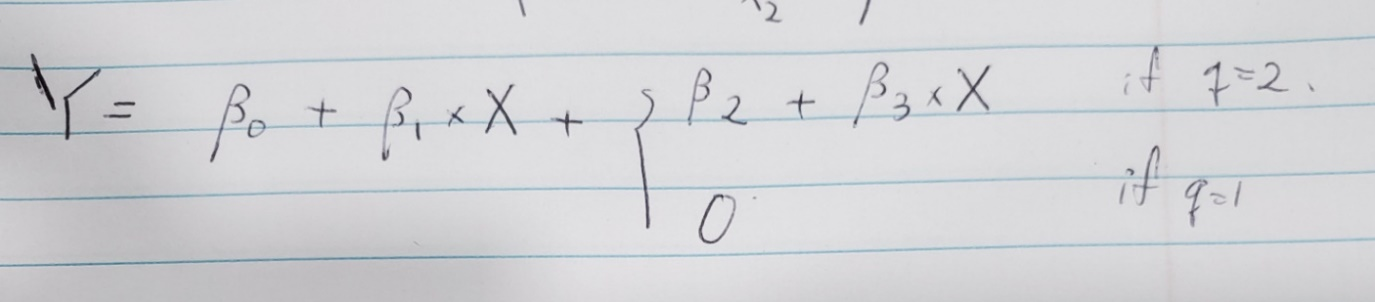 Y = β₀ + β₁ × X + { β₂ + β₃ × X if q=2.
0 if q=1